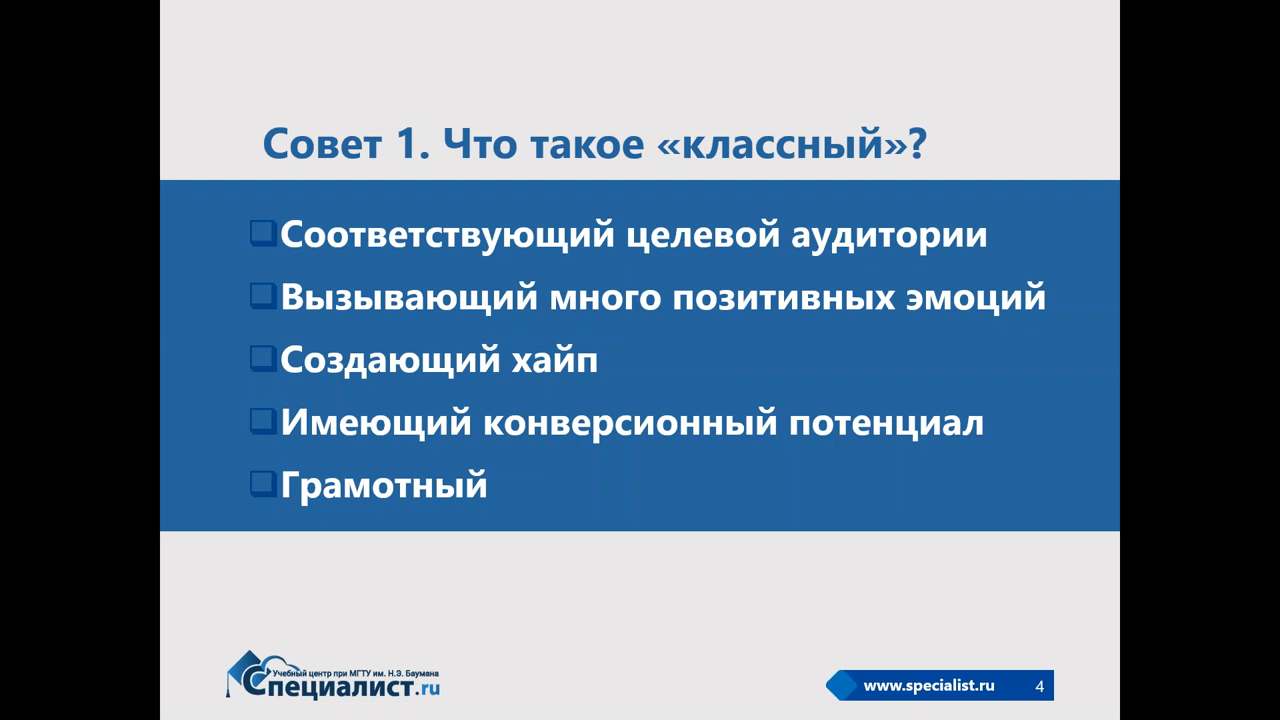 Совет 1. Что такое «классный»?
Соответствующий целевой аудитории
Вызывающий много позитивных эмоций
Создающий хайп
Имеющий конверсионный потенциал
Грамотный
Учебный центр при МГТУ им. Н.Э. Баумана
Специалист.ru
www.specialist.ru 4